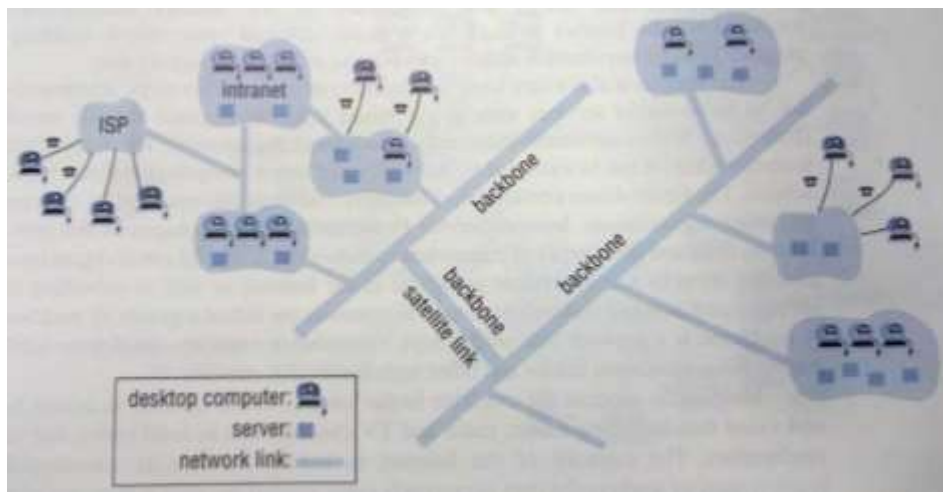 intranet
ISP
backbone
backbone
backbone
satellite link
desktop computer:
server:
network link: